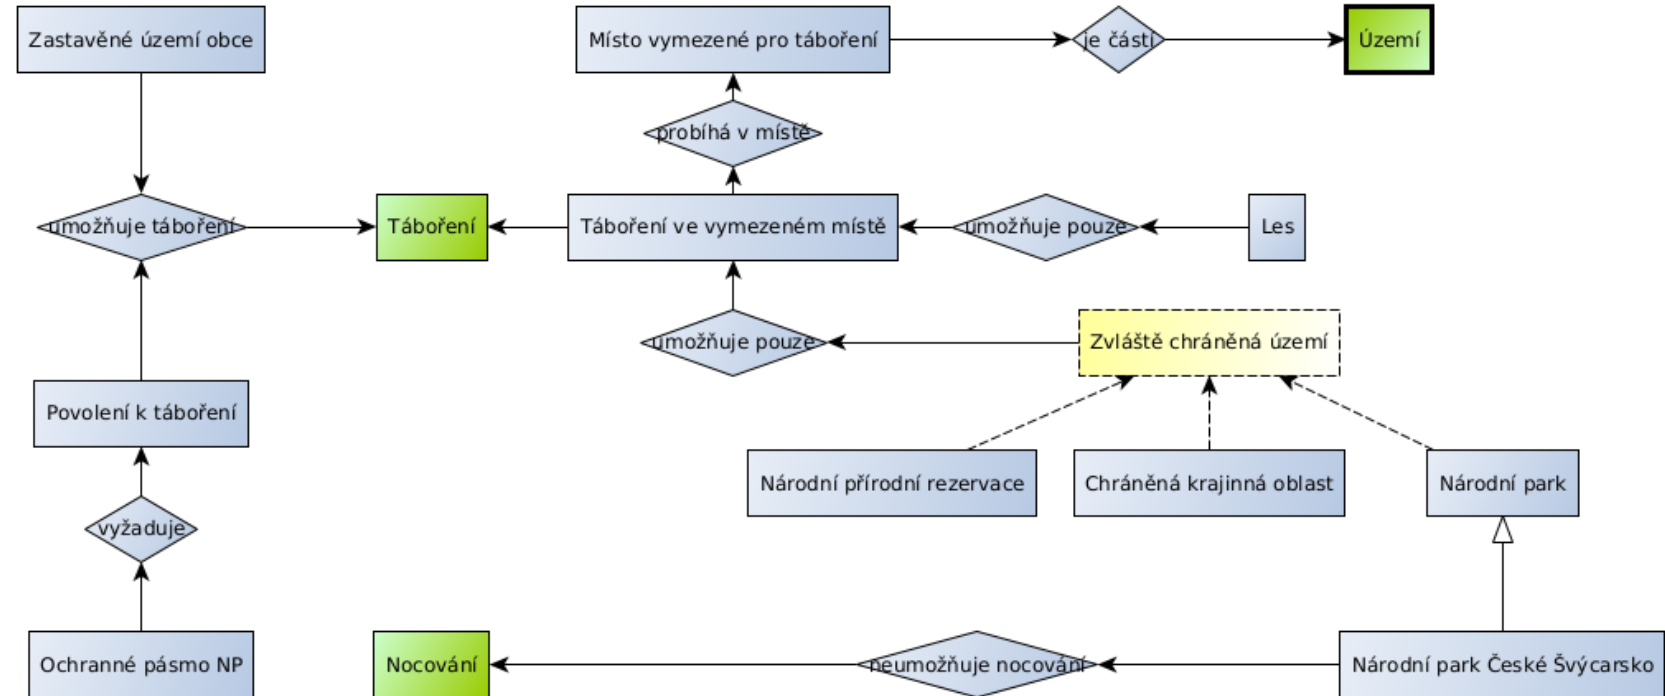 Zastavěné území obce
Místo vymezené pro táboření
je částí
Území
probíhá v místě
umožňuje táboření
Táboření
Táboření ve vymezeném místě
umožňuje pouze
Les
umožňuje pouze
Zvláště chráněná území
Povolení k táboření
Národní přírodní rezervace
Chráněná krajinná oblast
Národní park
vyžaduje
Ochranné pásmo NP
Nocování
neumožňuje nocování
Národní park České Švýcarsko